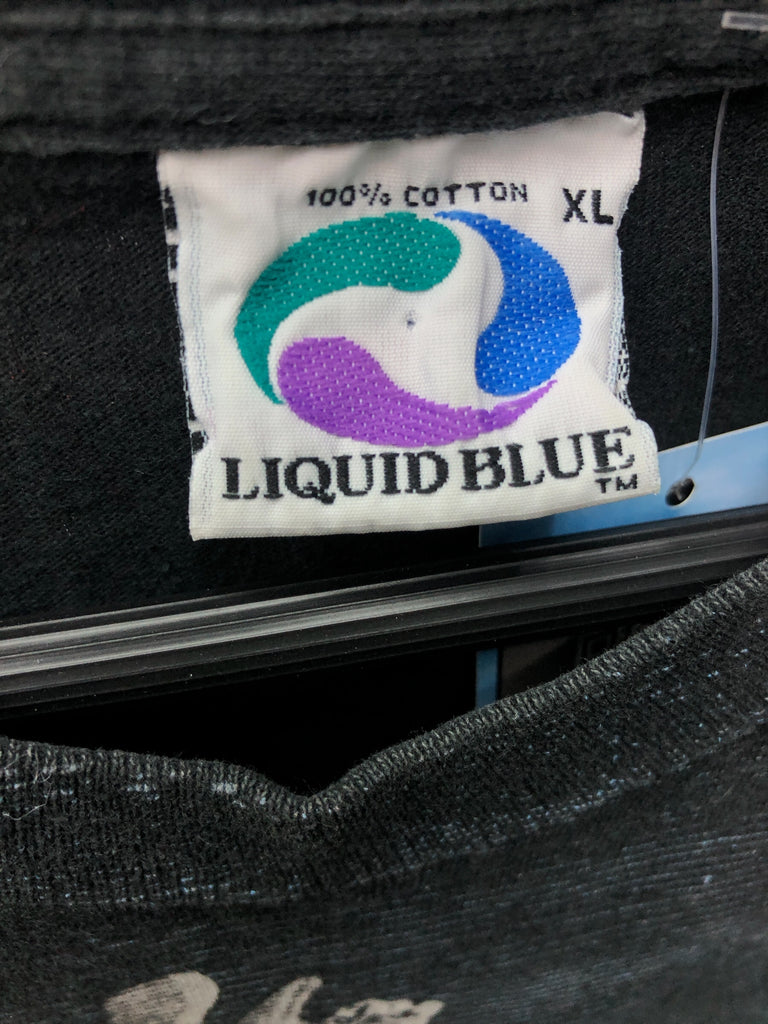 100% COTTON
XL
LIQUID BLUE
TM